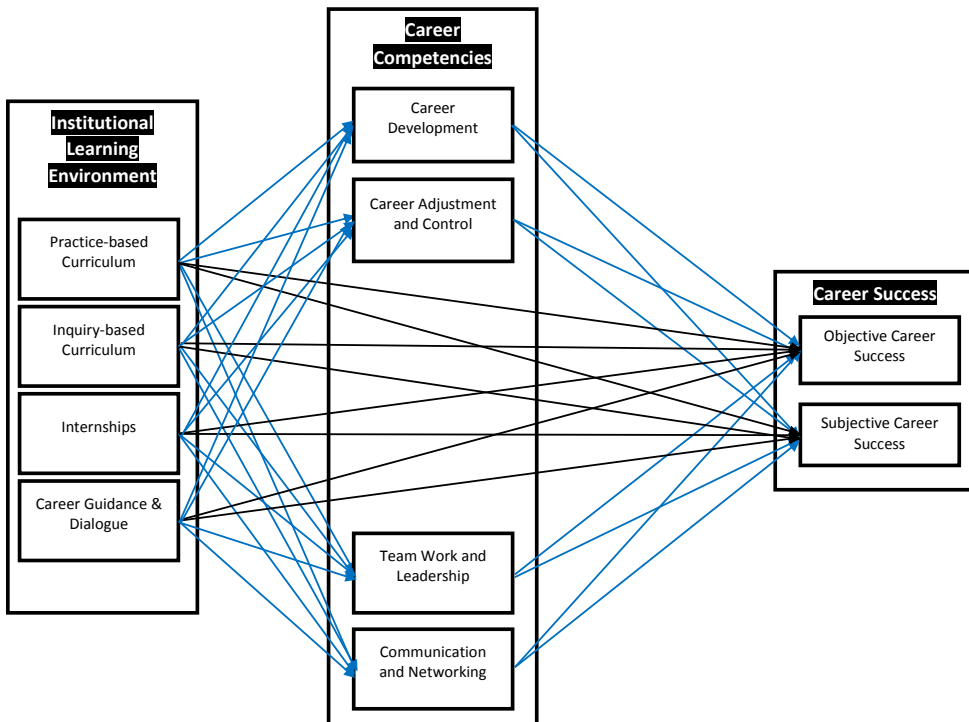 Institutional
Learning
Environment
Practice-based
Curriculum
Inquiry-based
Curriculum
Internships
Career Guidance &
Dialogue
Career
Competencies
Career
Development
Career Adjustment
and Control
Team Work and
Leadership
Communication
and Networking
Career Success
Objective Career
Success
Subjective Career
Success